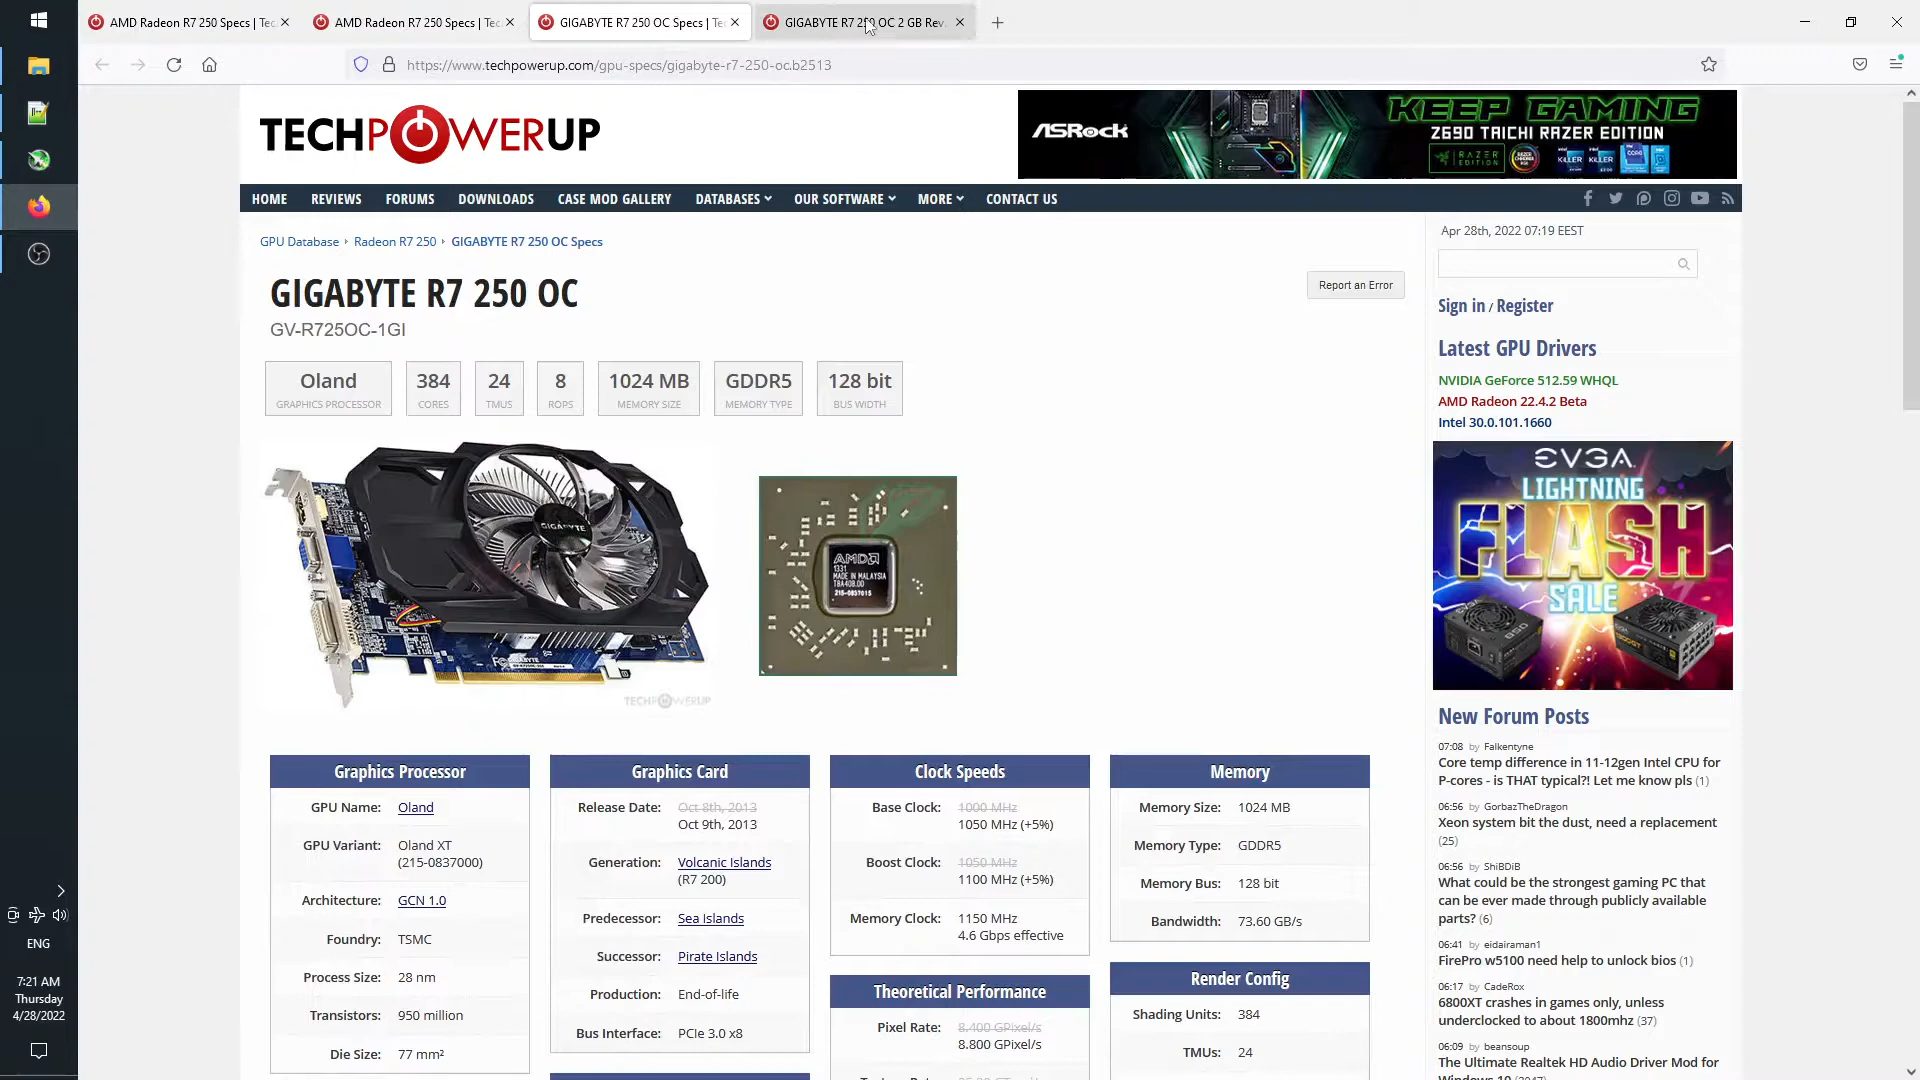 AMD Radeon R7 250 Specs | Tec
AMD Radeon R7 250 Specs | Tec
GIGABYTE R7 250 OC Specs | Te
GIGABYTE R7 250 OC 2 GB Rev.
https://www.techpowerup.com/gpu-specs/gigabyte-r7-250-oc.b2513
TECHPOWERUP
ASRock
KEEP GAMING
Z690 TAICHI RAZER EDITION
HOME
REVIEWS
FORUMS
DOWNLOADS
CASE MOD GALLERY
DATABASES
OUR SOFTWARE
MORE
CONTACT US
GPU Database
Radeon R7 250
GIGABYTE R7 250 OC Specs
Apr 28th, 2022 07:19 EEST
GIGABYTE R7 250 OC
GV-R725OC-1GI
Report an Error
Sign in / Register
Oland
GRAPHICS PROCESSOR
384
CORES
24
TMUS
8
ROPS
1024 MB
MEMORY SIZE
GDDR5
MEMORY TYPE
128 bit
BUS WIDTH
GIGABYTE
TECHPOWERUP
AMD
1331
MADE IN MALAYSIA
T8A408.00
215-0837015
Graphics Processor
GPU Name: Oland
GPU Variant: Oland XT
(215-0837000)
Architecture: GCN 1.0
Foundry: TSMC
Process Size: 28 nm
Transistors: 950 million
Die Size: 77 mm²
Graphics Card
Release Date: Oct 8th, 2013
Oct 9th, 2013
Generation: Volcanic Islands
(R7 200)
Predecessor: Sea Islands
Successor: Pirate Islands
Production: End-of-life
Bus Interface: PCIe 3.0 x8
Clock Speeds
Base Clock: 1000 MHz
1050 MHz (+5%)
Boost Clock: 1050 MHz
1100 MHz (+5%)
Memory Clock: 1150 MHz
4.6 Gbps effective
Theoretical Performance
Pixel Rate: 8.400 GPixel/s
8.800 GPixel/s
Memory
Memory Size: 1024 MB
Memory Type: GDDR5
Memory Bus: 128 bit
Bandwidth: 73.60 GB/s
Render Config
Shading Units: 384
TMUs: 24
Latest GPU Drivers
NVIDIA GeForce 512.59 WHQL
AMD Radeon 22.4.2 Beta
Intel 30.0.101.1660
EVGA
LIGHTNING
FLASH
SALE
New Forum Posts
07:08 by Falkentyne
Core temp difference in 11-12gen Intel CPU for
P-cores - is THAT typical?! Let me know pls (1)
06:56 by GorbazTheDragon
Xeon system bit the dust, need a replacement
(25)
06:56 by ShiBDiB
What could be the strongest gaming PC that
can be ever made through publicly available
parts? (6)
06:41 by eidairaman1
FirePro w5100 need help to unlock bios (1)
06:17 by CadeRox
6800XT crashes in games only, unless
underclocked to about 1800mhz (37)
06:09 by beansoup
The Ultimate Realtek HD Audio Driver Mod for
ENG
7:21 AM
Thursday
4/28/2022